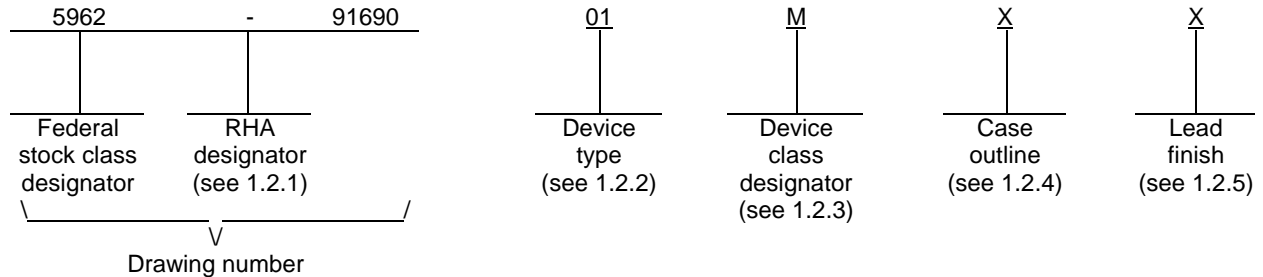 5962 - 91690 01 M X X
Federal stock class designator
RHA designator (see 1.2.1)
Device type (see 1.2.2)
Device class designator (see 1.2.3)
Case outline (see 1.2.4)
Lead finish (see 1.2.5)
\ /
\/
Drawing number